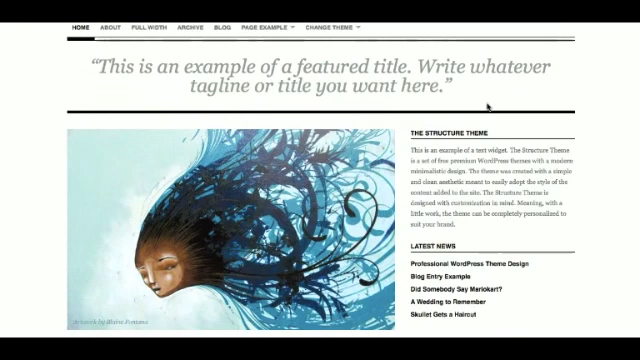 HOME ABOUT FULL WIDTH ARCHIVE BLOG PAGE EXAMPLE CHANGE THEME
“This is an example of a featured title. Write whatever
tagline or title you want here.”
THE STRUCTURE THEME
This is an example of a text widget. The Structure Theme
is a set of free premium WordPress themes with a modern
minimalistic design. The theme was created with a simple
and clean aesthetic meant to easily adopt the style of the
content added to the site. The Structure Theme is
designed with customization in mind. Meaning, with a
little work, the theme can be completely personalized to
suit your brand.
LATEST NEWS
Professional WordPress Theme Design
Blog Entry Example
Did Somebody Say Mariokart?
A Wedding to Remember
Skullet Gets a Haircut
Artwork by Blaine Fontana